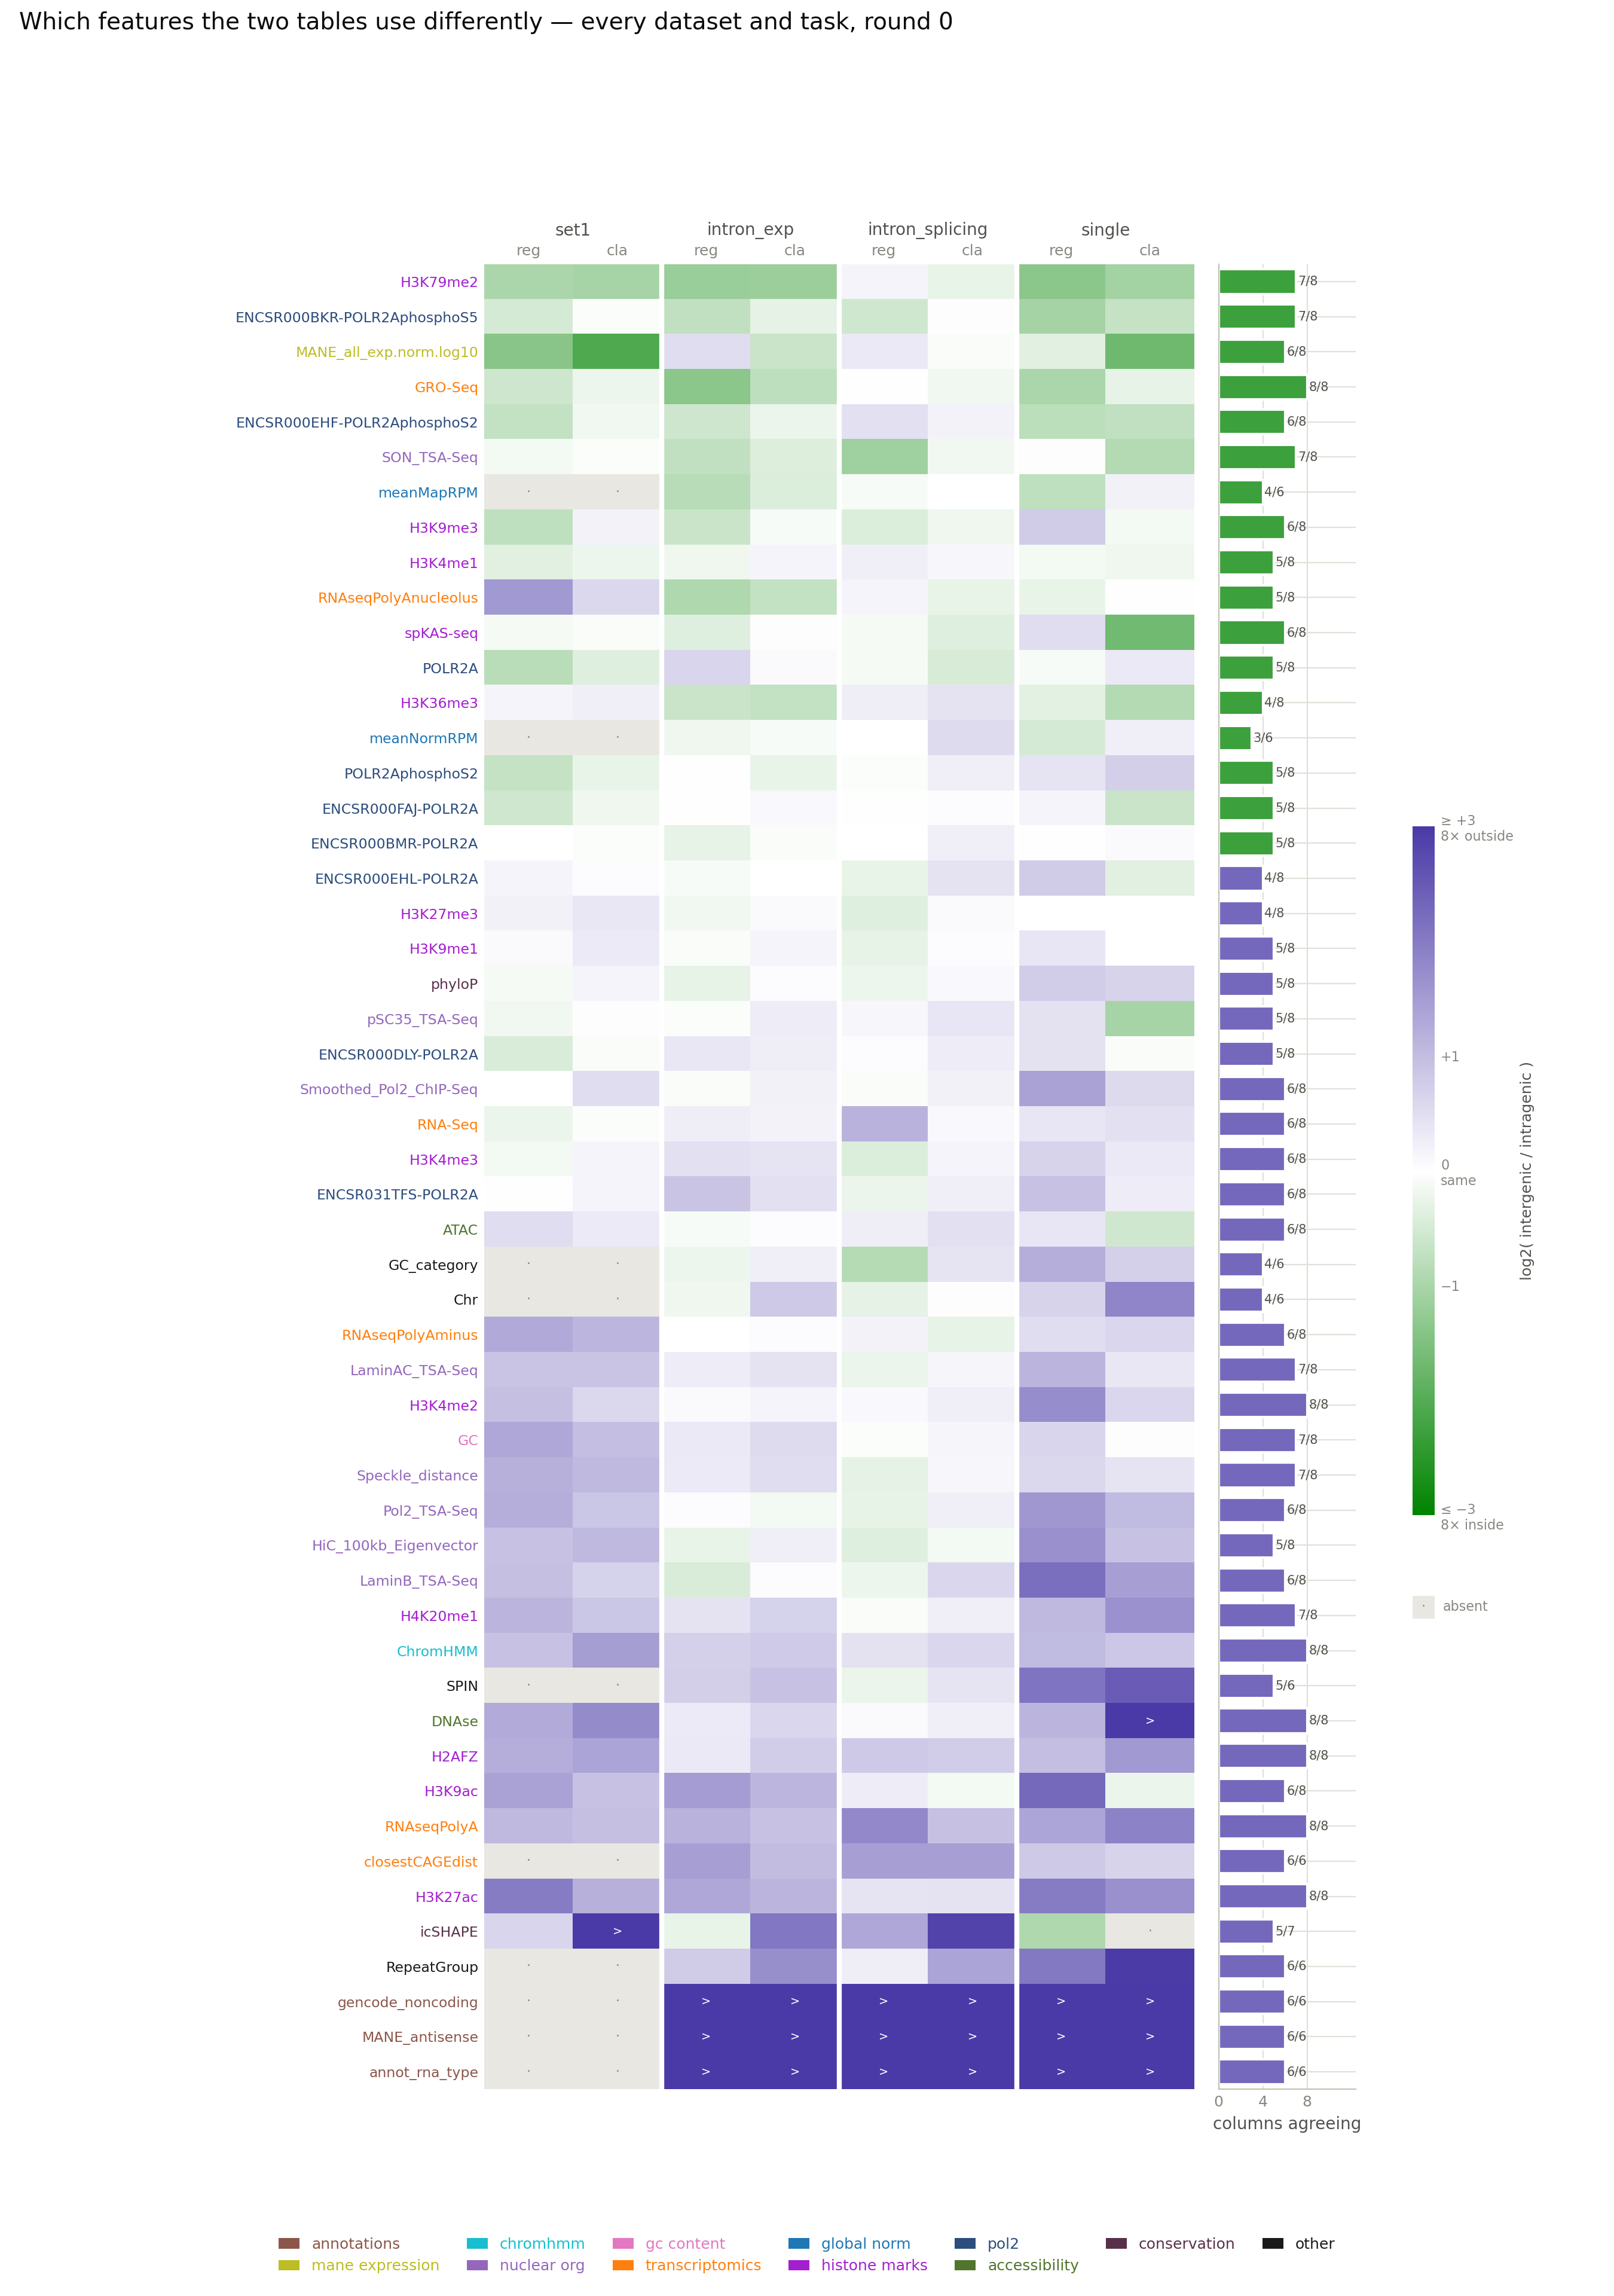 Which features the two tables use differently — every dataset and task, round 0
set1 intron_exp intron_splicing single
reg cla reg cla reg cla reg cla
H3K79me2 7/8
ENCSR000BKR-POLR2AphosphoS5 7/8
MANE_all_exp.norm.log10 6/8
GRO-Seq 8/8
ENCSR000EHF-POLR2AphosphoS2 6/8
SON_TSA-Seq 7/8
meanMapRPM · · 4/6
H3K9me3 6/8
H3K4me1 5/8
RNAseqPolyAnucleolus 5/8
spKAS-seq 6/8
POLR2A 5/8
H3K36me3 4/8
meanNormRPM · · 3/6
POLR2AphosphoS2 5/8
ENCSR000FAJ-POLR2A 5/8
ENCSR000BMR-POLR2A 5/8
ENCSR000EHL-POLR2A 4/8
H3K27me3 4/8
H3K9me1 5/8
phyloP 5/8
pSC35_TSA-Seq 5/8
ENCSR000DLY-POLR2A 5/8
Smoothed_Pol2_ChIP-Seq 6/8
RNA-Seq 6/8
H3K4me3 6/8
ENCSR031TFS-POLR2A 6/8
ATAC 6/8
GC_category · · 4/6
Chr · · 4/6
RNAseqPolyAminus 6/8
LaminAC_TSA-Seq 7/8
H3K4me2 8/8
GC 7/8
Speckle_distance 7/8
Pol2_TSA-Seq 6/8
HiC_100kb_Eigenvector 5/8
LaminB_TSA-Seq 6/8
H4K20me1 7/8
ChromHMM 8/8
SPIN · · 5/6
DNAse > 8/8
H2AFZ 8/8
H3K9ac 6/8
RNAseqPolyA 8/8
closestCAGEdist · · 6/6
H3K27ac 8/8
icSHAPE > · 5/7
RepeatGroup · · 6/6
gencode_noncoding · · > > > > > > 6/6
MANE_antisense · · > > > > > > 6/6
annot_rna_type · · > > > > > > 6/6
0 4 8
columns agreeing
≥ +3
8× outside
+1
0
same
−1
≤ −3
8× inside
log2( intergenic / intragenic )
· absent
annotations chromhmm gc content global norm pol2 conservation other
mane expression nuclear org transcriptomics histone marks accessibility